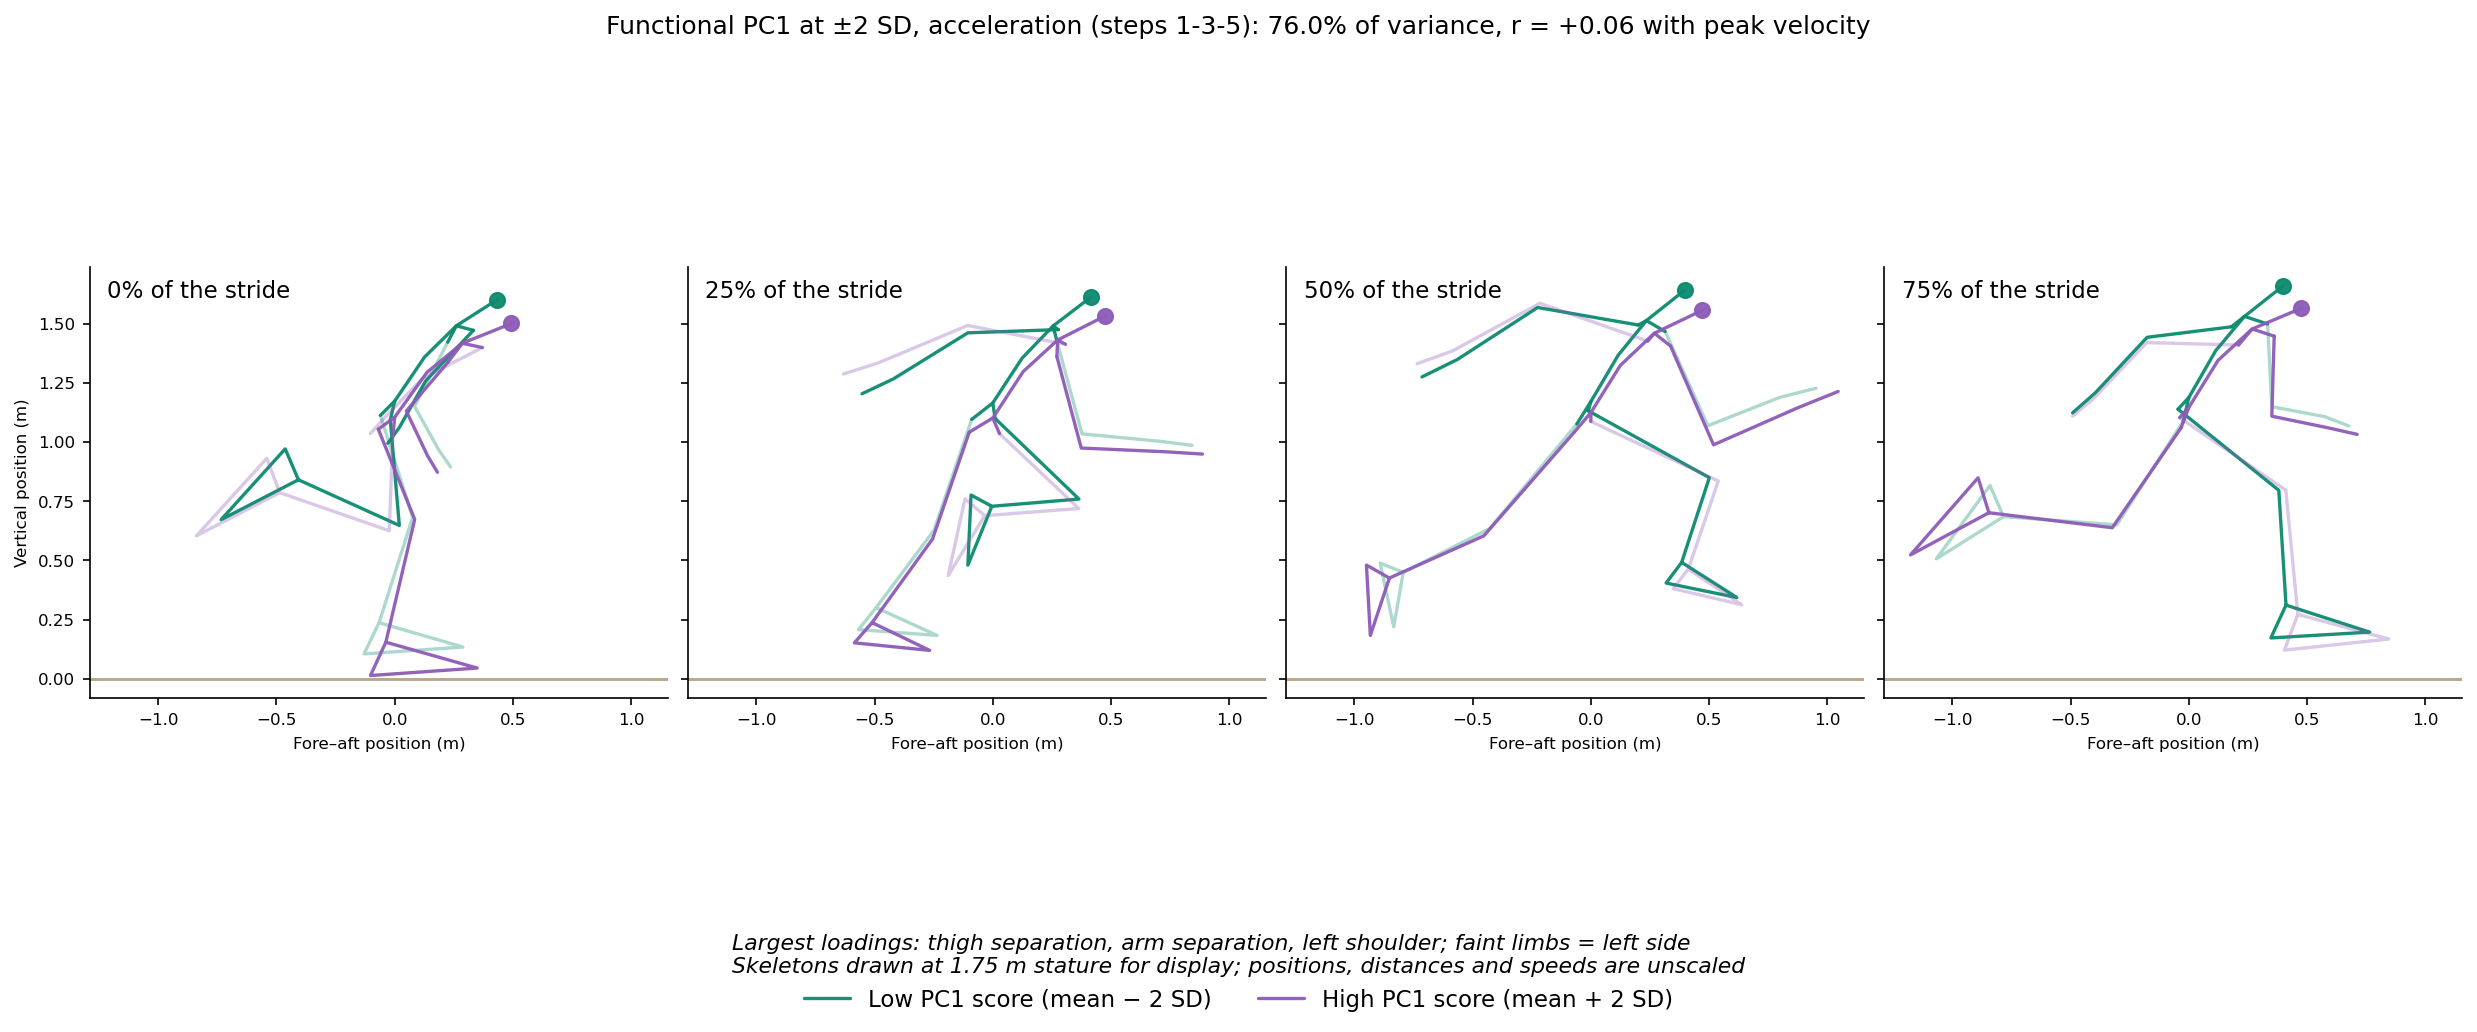 Functional PC1 at ±2 SD, acceleration (steps 1-3-5): 76.0% of variance, r = +0.06 with peak velocity
0% of the stride
25% of the stride
50% of the stride
75% of the stride
Vertical position (m)
1.50
1.25
1.00
0.75
0.50
0.25
0.00
−1.0 −0.5 0.0 0.5 1.0
−1.0 −0.5 0.0 0.5 1.0
−1.0 −0.5 0.0 0.5 1.0
−1.0 −0.5 0.0 0.5 1.0
Fore–aft position (m)
Fore–aft position (m)
Fore–aft position (m)
Fore–aft position (m)
Largest loadings: thigh separation, arm separation, left shoulder; faint limbs = left side
Skeletons drawn at 1.75 m stature for display; positions, distances and speeds are unscaled
Low PC1 score (mean − 2 SD)
High PC1 score (mean + 2 SD)